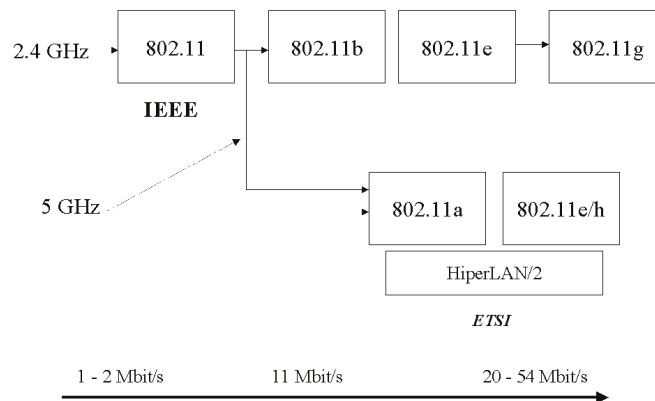 2.4 GHz 802.11 802.11b 802.11e 802.11g
IEEE
5 GHz 802.11a 802.11e/h
HiperLAN/2
ETSI
1 - 2 Mbit/s 11 Mbit/s 20 - 54 Mbit/s